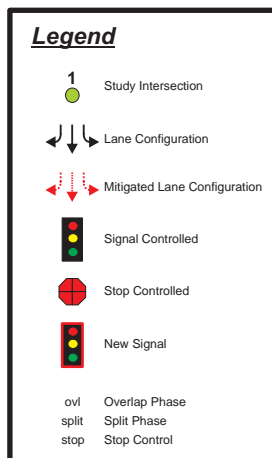 Legend
1
Study Intersection
Lane Configuration
Mitigated Lane Configuration
Signal Controlled
Stop Controlled
New Signal
ovl Overlap Phase
split Split Phase
stop Stop Control